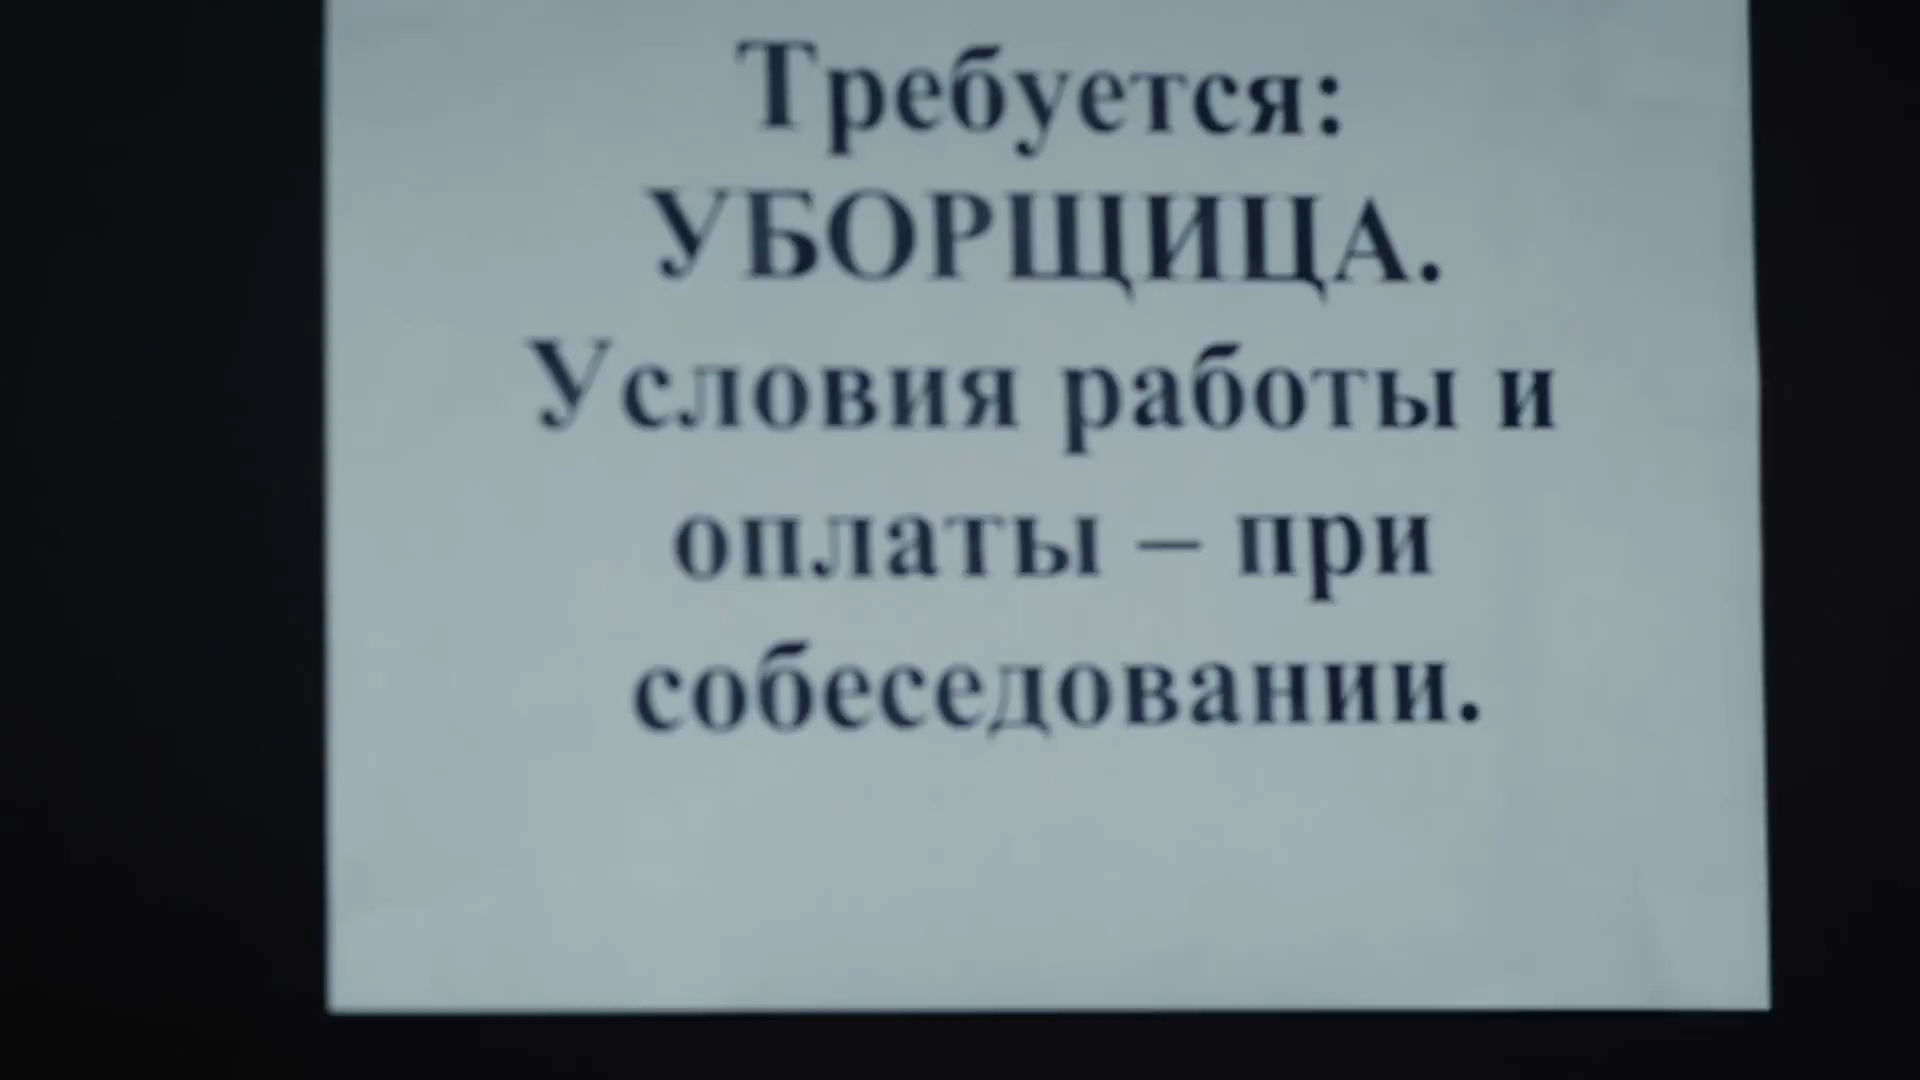 Требуется:
УБОРЩИЦА.
Условия работы и
оплаты – при
собеседовании.